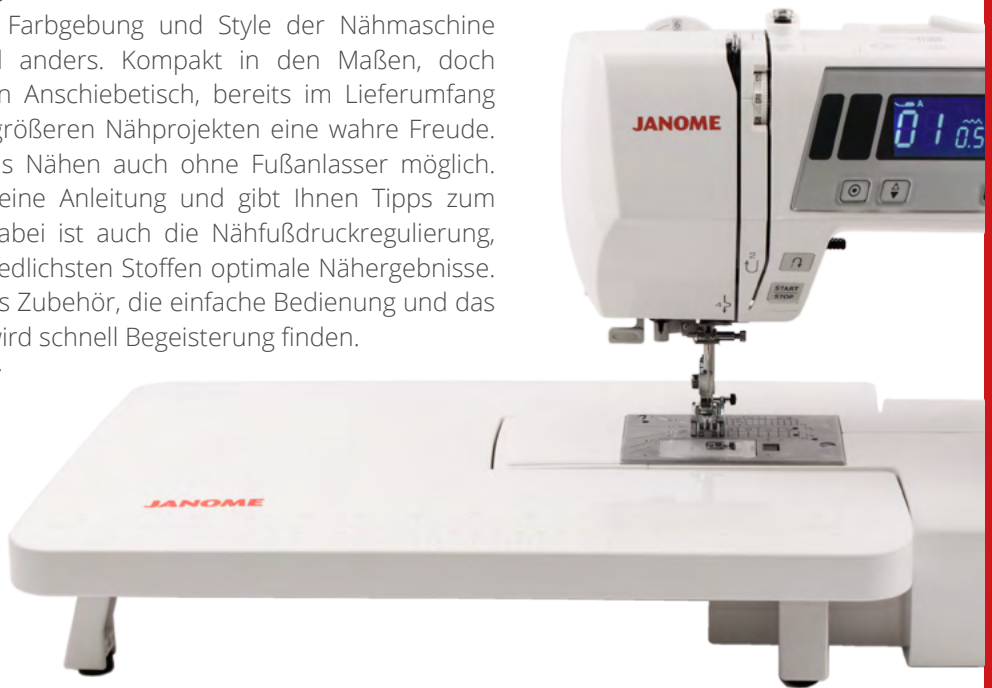 Farbgebung und Style der Nähmaschine
anders. Kompakt in den Maßen, doch
Anschiebetisch, bereits im Lieferumfang
größeren Nähprojekten eine wahre Freude.
s Nähen auch ohne Fußanlasser möglich.
eine Anleitung und gibt Ihnen Tipps zum
abei ist auch die Nähfußdruckregulierung,
edlichsten Stoffen optimale Nähergebnisse.
s Zubehör, die einfache Bedienung und das
wird schnell Begeisterung finden.
JANOME
A
01 0.5
2
START
STOP
4
JANOME